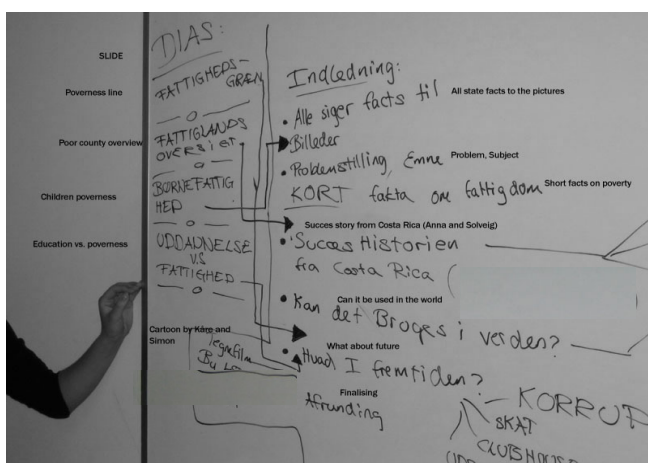 SLIDE
Poverness line
Poor county overview
Children poverness
Education vs. poverness
Cartoon by Kåre and
Simon
DIAS:
FATTIGHEDS-
GRÆN
FATTIGLANDS
OVERSIGT
BØRNEFATTIG
HED
UDDANNELSE
V.S
FATTIGHED
Tegnefilm
Indledning:
• Alle siger facts til
All state facts to the pictures
Billeder
• Problemstilling, Emne
Problem, Subject
KORT fakta om fattigdom
Short facts on poverty
Succes story from Costa Rica (Anna and Solveig)
• Succes Historien
fra Costa Rica (
Can it be used in the world
• Kan det Bruges i verden?
What about future
• Hvad I fremtiden?
Finalising
Afrunding
KORRUP
SKAT
CLUBHOUSE